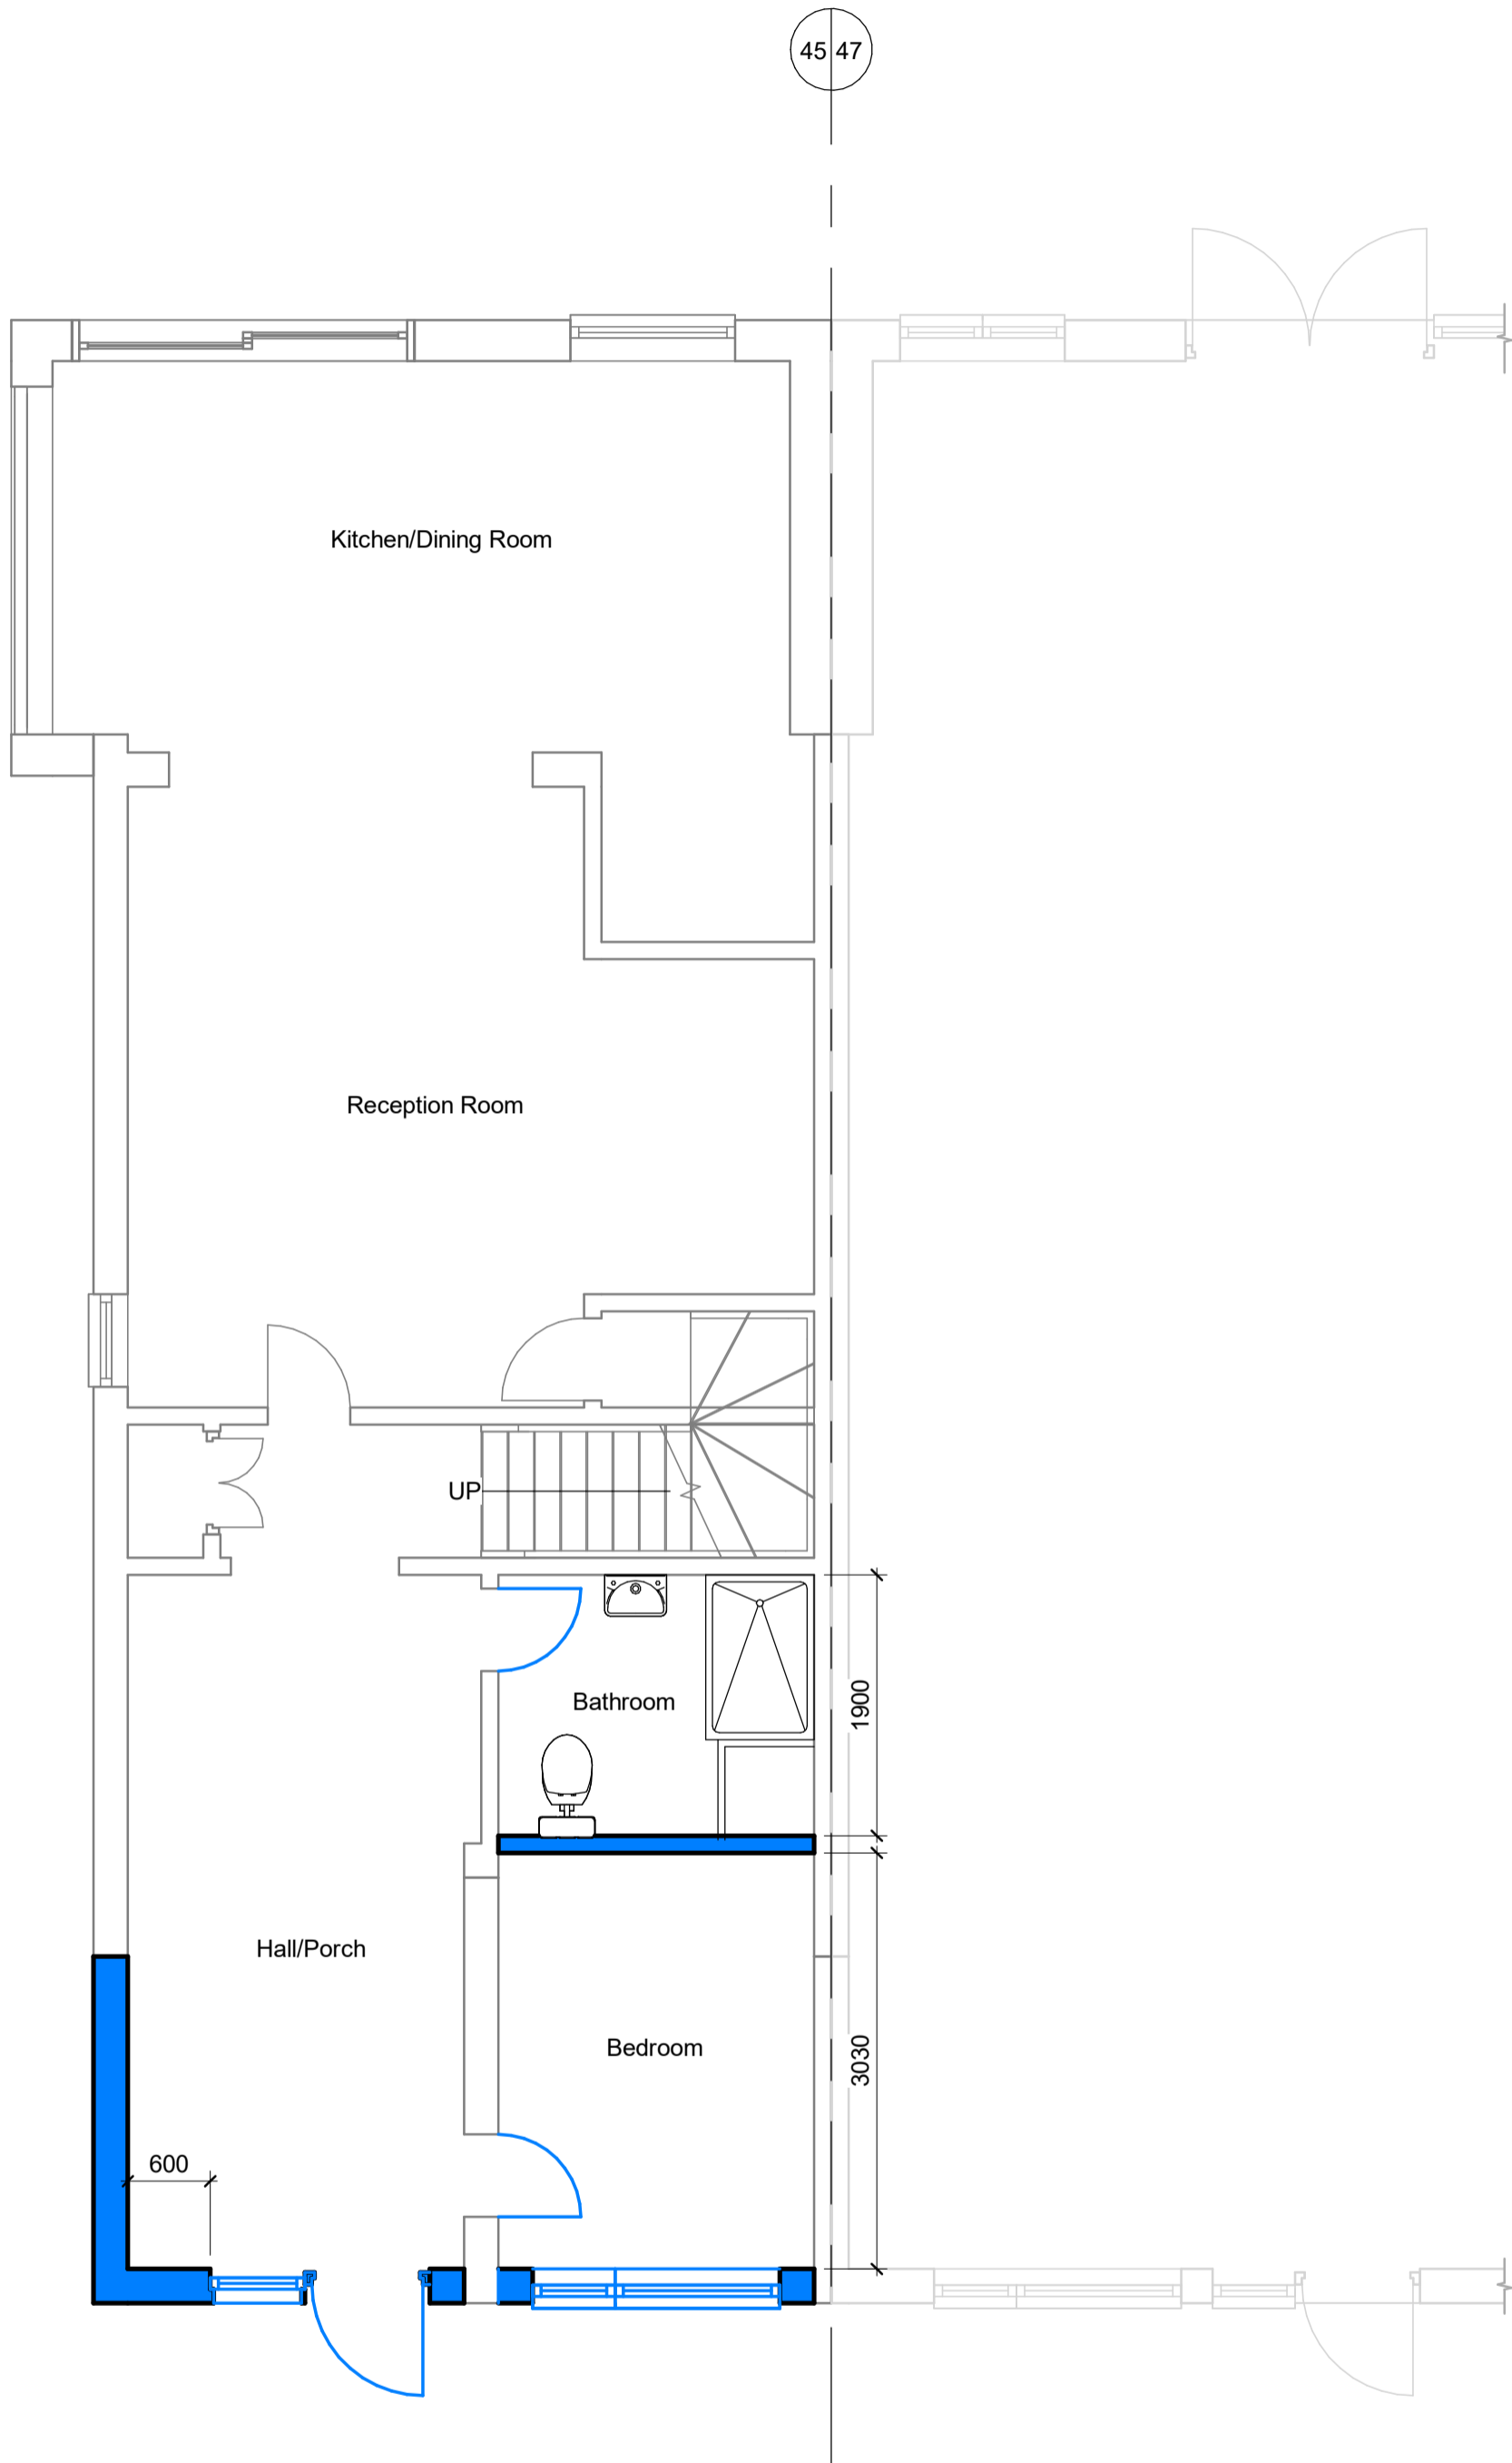 45 47
Kitchen/Dining Room
Reception Room
UP
Bathroom
1900
Hall/Porch
Bedroom
3030
600